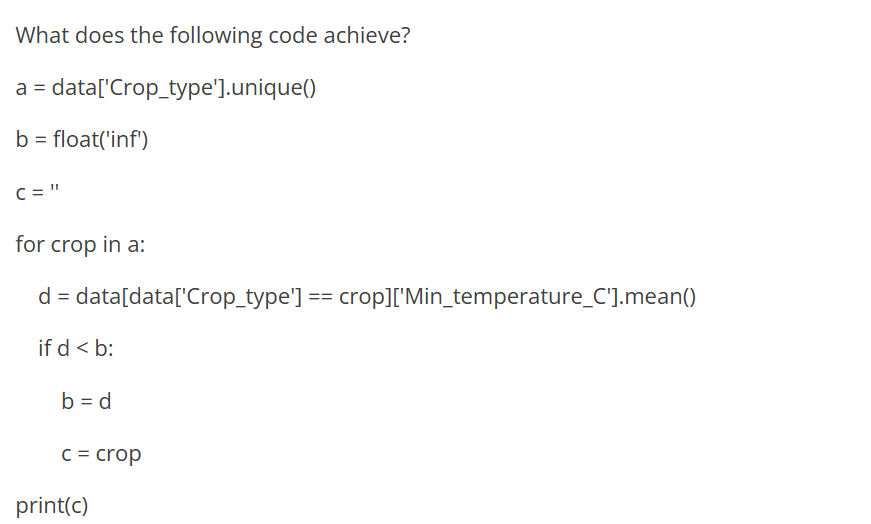 What does the following code achieve?
a = data['Crop_type'].unique()
b = float('inf')
c = ''
for crop in a:
d = data[data['Crop_type'] == crop]['Min_temperature_C'].mean()
if d < b:
b = d
c = crop
print(c)